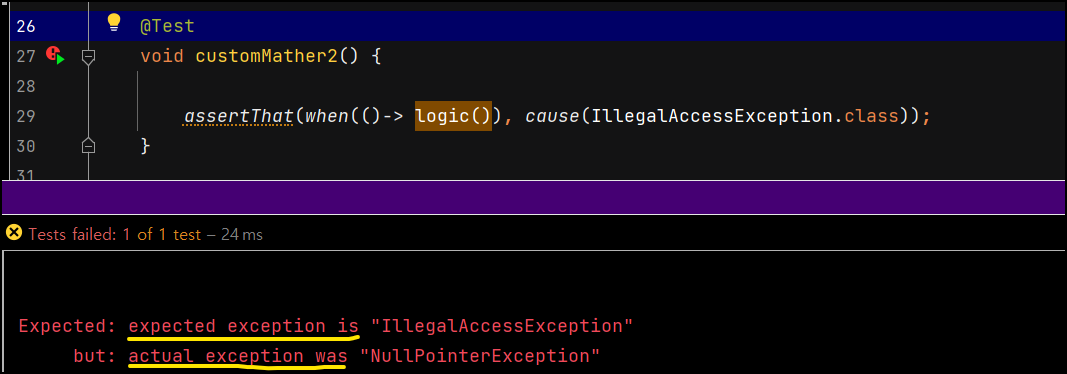 26 @Test
27 void customMather2() {
28
29 assertThat(when(()-> logic()), cause(IllegalAccessException.class));
30 }
31
Tests failed: 1 of 1 test – 24 ms
Expected: expected exception is "IllegalAccessException"
but: actual exception was "NullPointerException"